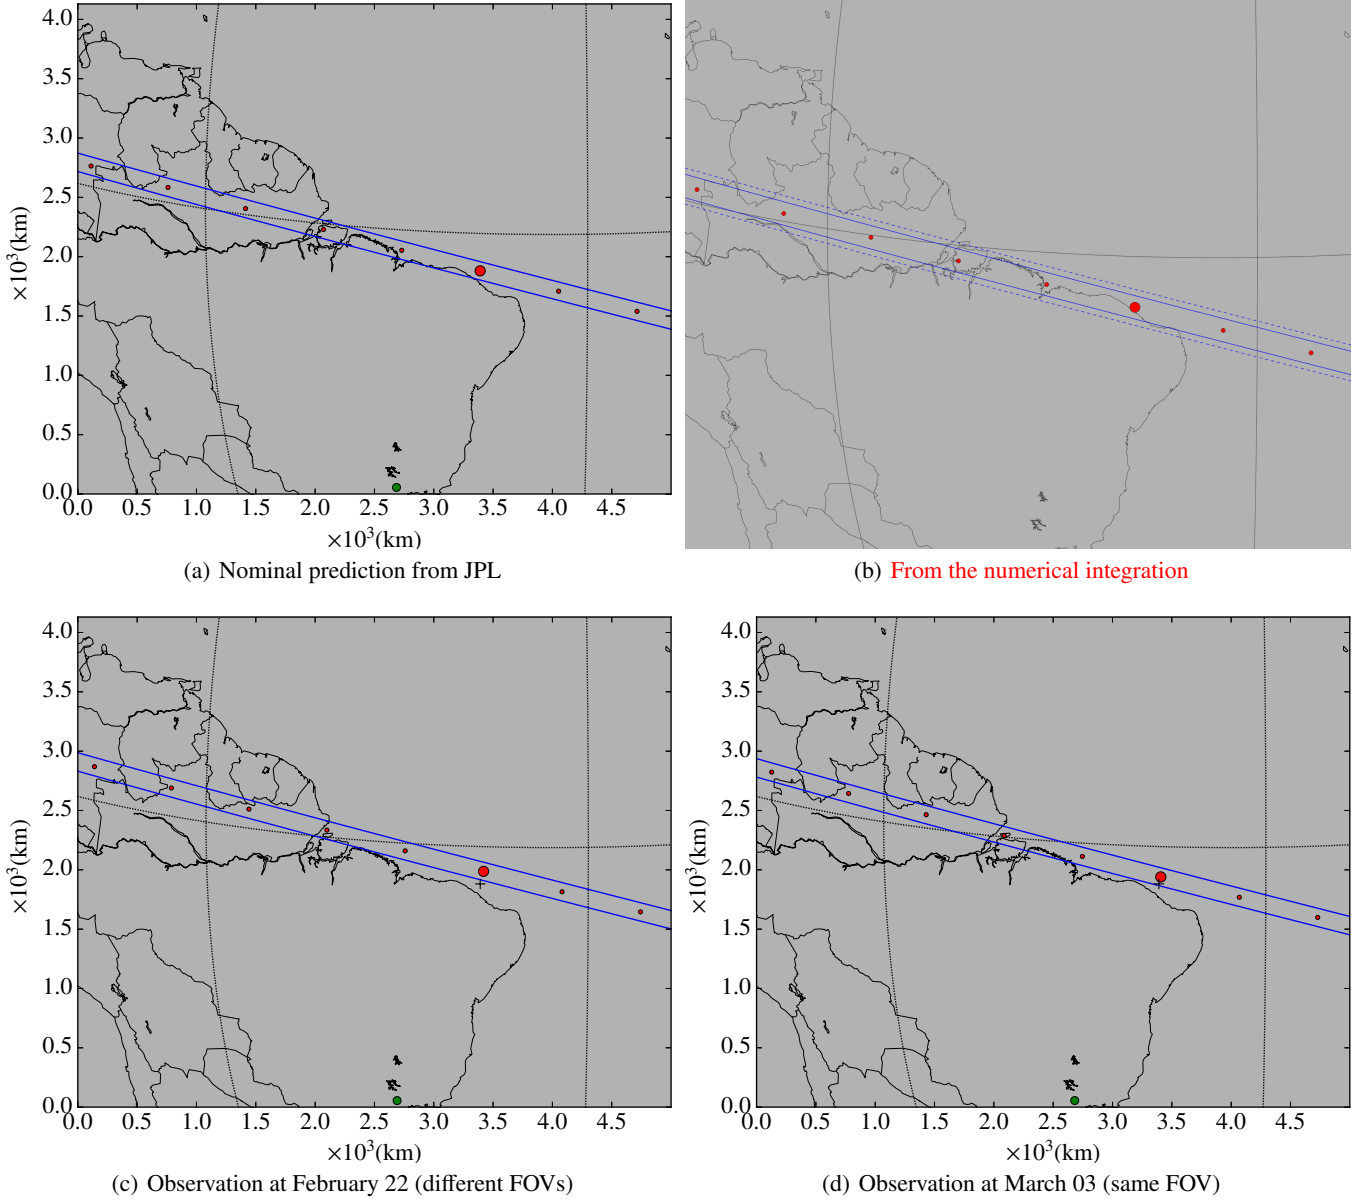 4.0
3.5
3.0
2.5
2.0
1.5
1.0
0.5
0.0
×10³(km)
0.0 0.5 1.0 1.5 2.0 2.5 3.0 3.5 4.0 4.5
×10³(km)
(a) Nominal prediction from JPL
(b) From the numerical integration
4.0
3.5
3.0
2.5
2.0
1.5
1.0
0.5
0.0
×10³(km)
0.0 0.5 1.0 1.5 2.0 2.5 3.0 3.5 4.0 4.5
×10³(km)
(c) Observation at February 22 (different FOVs)
4.0
3.5
3.0
2.5
2.0
1.5
1.0
0.5
0.0
×10³(km)
0.0 0.5 1.0 1.5 2.0 2.5 3.0 3.5 4.0 4.5
×10³(km)
(d) Observation at March 03 (same FOV)